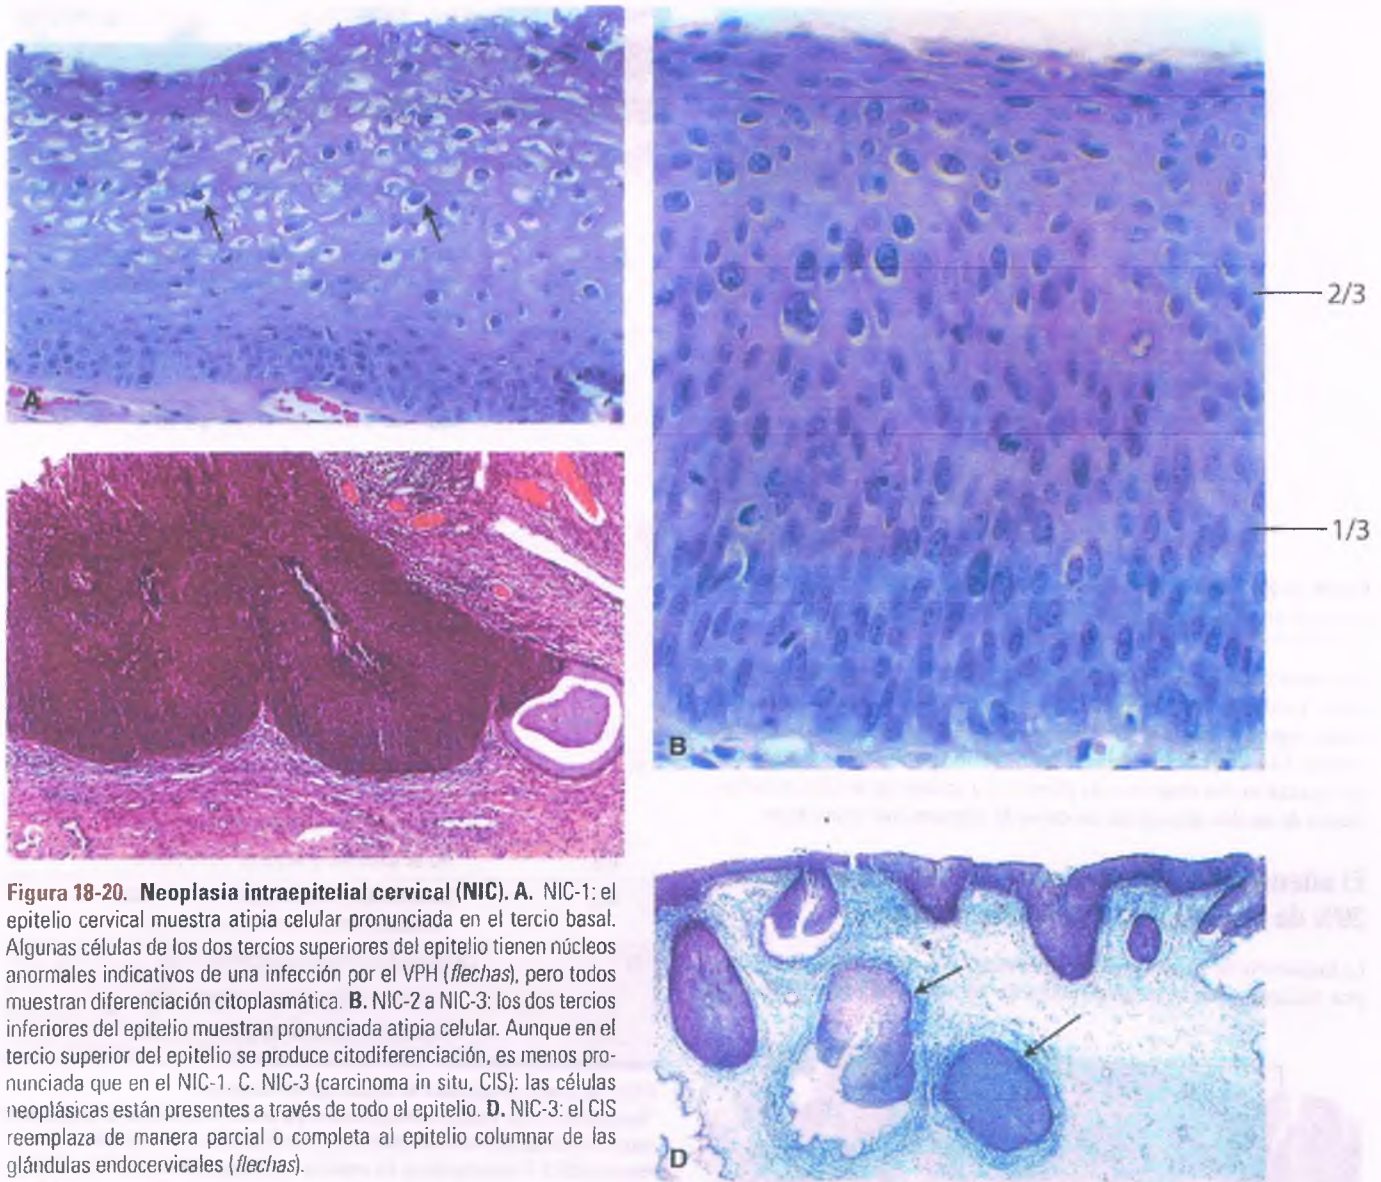 A
2/3
1/3
B
Figura 18-20. Neoplasia intraepitelial cervical (NIC). A. NIC-1: el
epitelio cervical muestra atipia celular pronunciada en el tercio basal.
Algunas células de los dos tercios superiores del epitelio tienen núcleos
anormales indicativos de una infección por el VPH (flechas), pero todos
muestran diferenciación citoplasmática. B. NIC-2 a NIC-3: los dos tercios
inferiores del epitelio muestran pronunciada atipia celular. Aunque en el
tercio superior del epitelio se produce citodiferenciación, es menos pro-
nunciada que en el NIC-1. C. NIC-3 (carcinoma in situ, CIS): las células
neoplásicas están presentes a través de todo el epitelio. D. NIC-3: el CIS
reemplaza de manera parcial o completa al epitelio columnar de las
glándulas endocervicales (flechas).
D